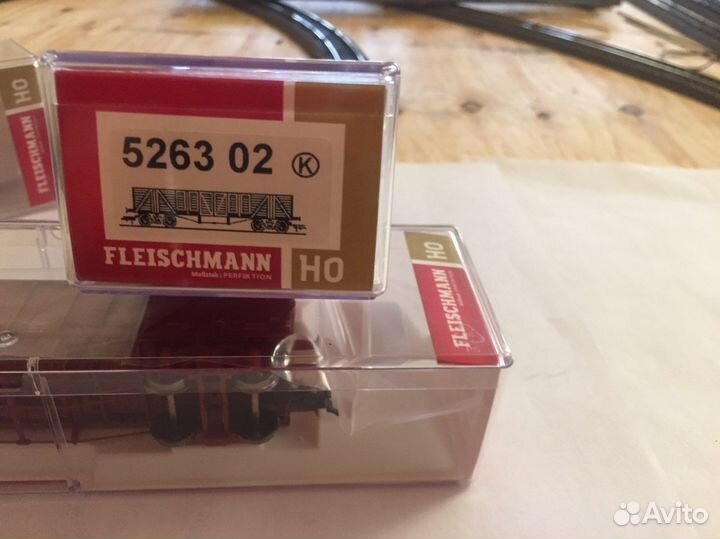 5263 02 K
FLEISCHMANN HO
Maßstab : PERFEKTION
FLEISCHMANN HO
FLEISCHMANN HO
Avito